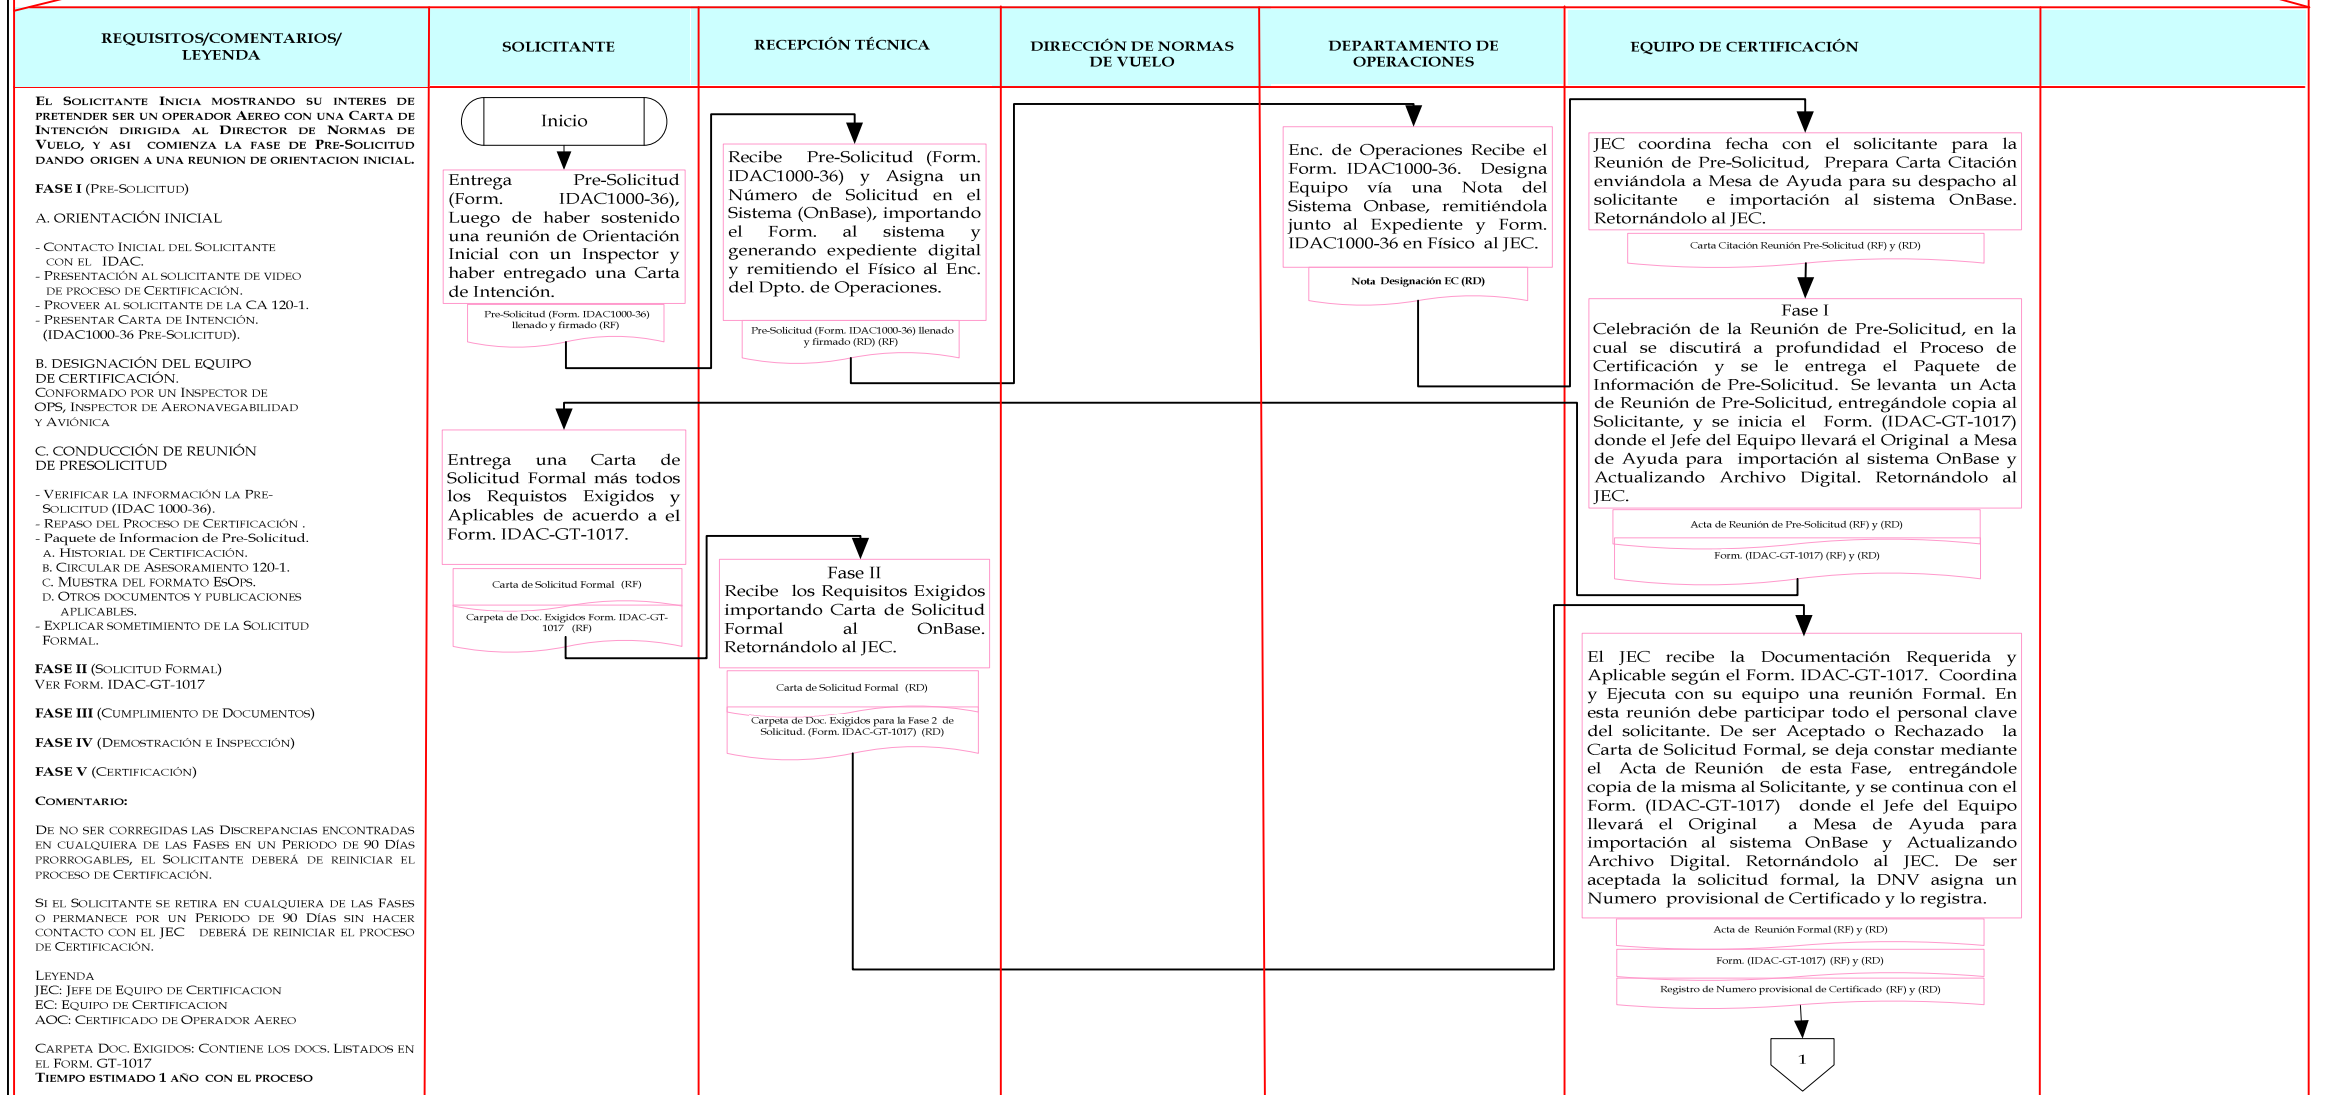 REQUISITOS/COMENTARIOS/
LEYENDA
SOLICITANTE
RECEPCIÓN TÉCNICA
DIRECCIÓN DE NORMAS
DE VUELO
DEPARTAMENTO DE
OPERACIONES
EQUIPO DE CERTIFICACIÓN
El Solicitante Inicia mostrando su interes de
pretender ser un operador Aereo con una Carta de
Intención dirigida al Director de Normas de
Vuelo, y asi comienza la fase de Pre-Solicitud
dando origen a una reunion de orientacion inicial.
FASE I (Pre-Solicitud)
A. ORIENTACIÓN INICIAL
- Contacto Inicial del Solicitante
con el IDAC.
- Presentación al solicitante de video
de proceso de Certificación.
- Proveer al solicitante de la CA 120-1.
- Presentar Carta de Intención.
(IDAC1000-36 Pre-Solicitud).
B. DESIGNACIÓN DEL EQUIPO
DE CERTIFICACIÓN.
Conformado por un Inspector de
OPS, Inspector de Aeronavegabilidad
y Aviónica
C. CONDUCCIÓN DE REUNIÓN
DE PRESOLICITUD
- Verificar la información la Pre-
Solicitud (IDAC 1000-36).
- Repaso del Proceso de Certificación .
- Paquete de Informacion de Pre-Solicitud.
a. Historial de Certificación.
b. Circular de Asesoramiento 120-1.
c. Muestra del formato EsOps.
d. Otros documentos y publicaciones
aplicables.
- Explicar sometimiento de la Solicitud
Formal.
FASE II (Solicitud Formal)
Ver Form. IDAC-GT-1017
FASE III (Cumplimiento de Documentos)
FASE IV (Demostración e Inspección)
FASE V (Certificación)
Comentario:
De no ser corregidas las Discrepancias encontradas
en cualquiera de las Fases en un Periodo de 90 Días
prorrogables, el Solicitante deberá de reiniciar el
proceso de Certificación.
Si el Solicitante se retira en cualquiera de las Fases
o permanece por un Periodo de 90 Días sin hacer
contacto con el JEC deberá de reiniciar el proceso
de Certificación.
Leyenda
JEC: Jefe de Equipo de Certificacion
EC: Equipo de Certificacion
AOC: Certificado de Operador Aereo
Carpeta Doc. Exigidos: Contiene los docs. Listados en
el Form. GT-1017
Tiempo estimado 1 año con el proceso
Inicio
Entrega Pre-Solicitud
(Form. IDAC1000-36),
Luego de haber sostenido
una reunión de Orientación
Inicial con un Inspector y
haber entregado una Carta
de Intención.
Pre-Solicitud (Form. IDAC1000-36)
llenado y firmado (RF)
Recibe Pre-Solicitud (Form.
IDAC1000-36) y Asigna un
Número de Solicitud en el
Sistema (OnBase), importando
el Form. al sistema y
generando expediente digital
y remitiendo el Físico al Enc.
del Dpto. de Operaciones.
Pre-Solicitud (Form. IDAC1000-36) llenado
y firmado (RD) (RF)
Enc. de Operaciones Recibe el
Form. IDAC1000-36. Designa
Equipo vía una Nota del
Sistema Onbase, remitiéndola
junto al Expediente y Form.
IDAC1000-36 en Físico al JEC.
Nota Designación EC (RD)
JEC coordina fecha con el solicitante para la
Reunión de Pre-Solicitud, Prepara Carta Citación
enviándola a Mesa de Ayuda para su despacho al
solicitante e importación al sistema OnBase.
Retornándolo al JEC.
Carta Citación Reunión Pre-Solicitud (RF) y (RD)
Fase I
Celebración de la Reunión de Pre-Solicitud, en la
cual se discutirá a profundidad el Proceso de
Certificación y se le entrega el Paquete de
Información de Pre-Solicitud. Se levanta un Acta
de Reunión de Pre-Solicitud, entregándole copia al
Solicitante, y se inicia el Form. (IDAC-GT-1017)
donde el Jefe del Equipo llevará el Original a Mesa
de Ayuda para importación al sistema OnBase y
Actualizando Archivo Digital. Retornándolo al
JEC.
Acta de Reunión de Pre-Solicitud (RF) y (RD)
Form. (IDAC-GT-1017) (RF) y (RD)
Entrega una Carta de
Solicitud Formal más todos
los Requistos Exigidos y
Aplicables de acuerdo a el
Form. IDAC-GT-1017.
Carta de Solicitud Formal (RF)
Carpeta de Doc. Exigidos Form. IDAC-GT-
1017 (RF)
Fase II
Recibe los Requisitos Exigidos
importando Carta de Solicitud
Formal al OnBase.
Retornándolo al JEC.
Carta de Solicitud Formal (RD)
Carpeta de Doc. Exigidos para la Fase 2 de
Solicitud. (Form. IDAC-GT-1017) (RD)
El JEC recibe la Documentación Requerida y
Aplicable según el Form. IDAC-GT-1017. Coordina
y Ejecuta con su equipo una reunión Formal. En
esta reunión debe participar todo el personal clave
del solicitante. De ser Aceptado o Rechazado la
Carta de Solicitud Formal, se deja constar mediante
el Acta de Reunión de esta Fase, entregándole
copia de la misma al Solicitante, y se continua con el
Form. (IDAC-GT-1017) donde el Jefe del Equipo
llevará el Original a Mesa de Ayuda para
importación al sistema OnBase y Actualizando
Archivo Digital. Retornándolo al JEC. De ser
aceptada la solicitud formal, la DNV asigna un
Numero provisional de Certificado y lo registra.
Acta de Reunión Formal (RF) y (RD)
Form. (IDAC-GT-1017) (RF) y (RD)
Registro de Numero provisional de Certificado (RF) y (RD)
1